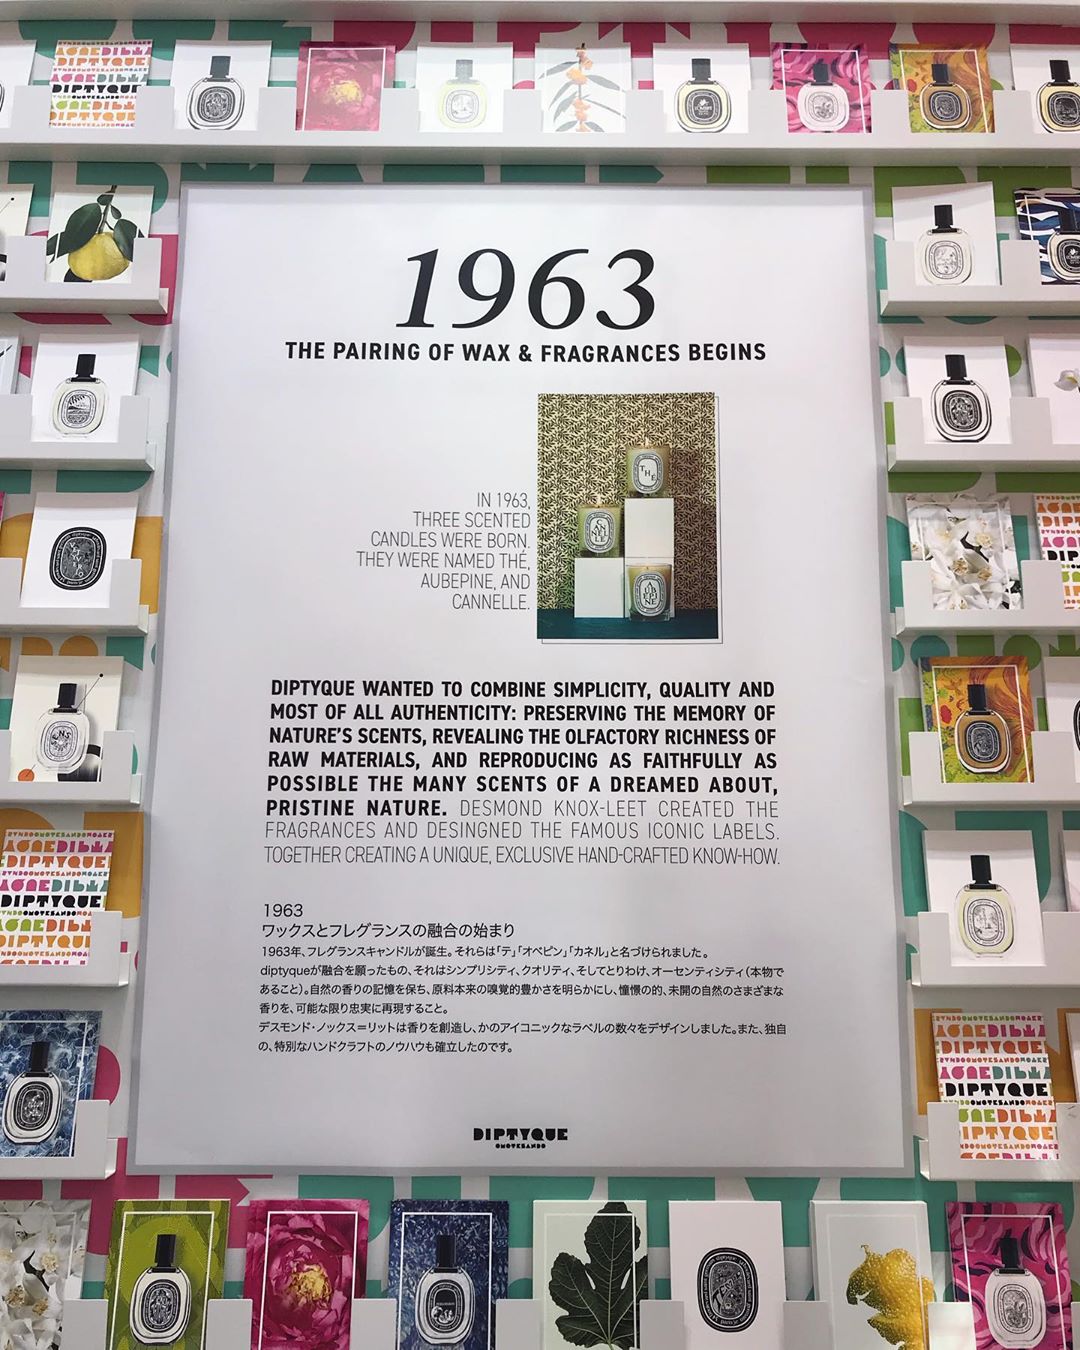 1963
THE PAIRING OF WAX & FRAGRANCES BEGINS
IN 1963,
THREE SCENTED
CANDLES WERE BORN.
THEY WERE NAMED THÉ,
AUBEPINE, AND
CANNELLE.
THÉ
DIPTYQUE WANTED TO COMBINE SIMPLICITY, QUALITY AND
MOST OF ALL AUTHENTICITY: PRESERVING THE MEMORY OF
NATURE'S SCENTS, REVEALING THE OLFACTORY RICHNESS OF
RAW MATERIALS, AND REPRODUCING AS FAITHFULLY AS
POSSIBLE THE MANY SCENTS OF A DREAMED ABOUT,
PRISTINE NATURE. DESMOND KNOX-LEET CREATED THE
FRAGRANCES AND DESINGNED THE FAMOUS ICONIC LABELS.
TOGETHER CREATING A UNIQUE, EXCLUSIVE HAND-CRAFTED KNOW-HOW.
1963
ワックスとフレグランスの融合の始まり
1963年、フレグランスキャンドルが誕生。それらは「テ」「オベピン」「カネル」と名づけられました。
diptyqueが融合を願ったもの、それはシンプリシティ、クオリティ、そしてとりわけ、オーセンティシティ(本物で
あること)。自然の香りの記憶を保ち、原料本来の嗅覚的豊かさを明らかにし、憧憬の的、未開の自然のさまざまな
香りを、可能な限り忠実に再現すること。
デスモンド・ノックス=リットは香りを創造し、かのアイコニックなラベルの数々をデザインしました。また、独自
の、特別なハンドクラフトのノウハウも確立したのです。
DIPTYQUE
OMOTESANDO
DIPTYQUE
DIPTYQUE
DIPTYQUE
DIPTYQUE